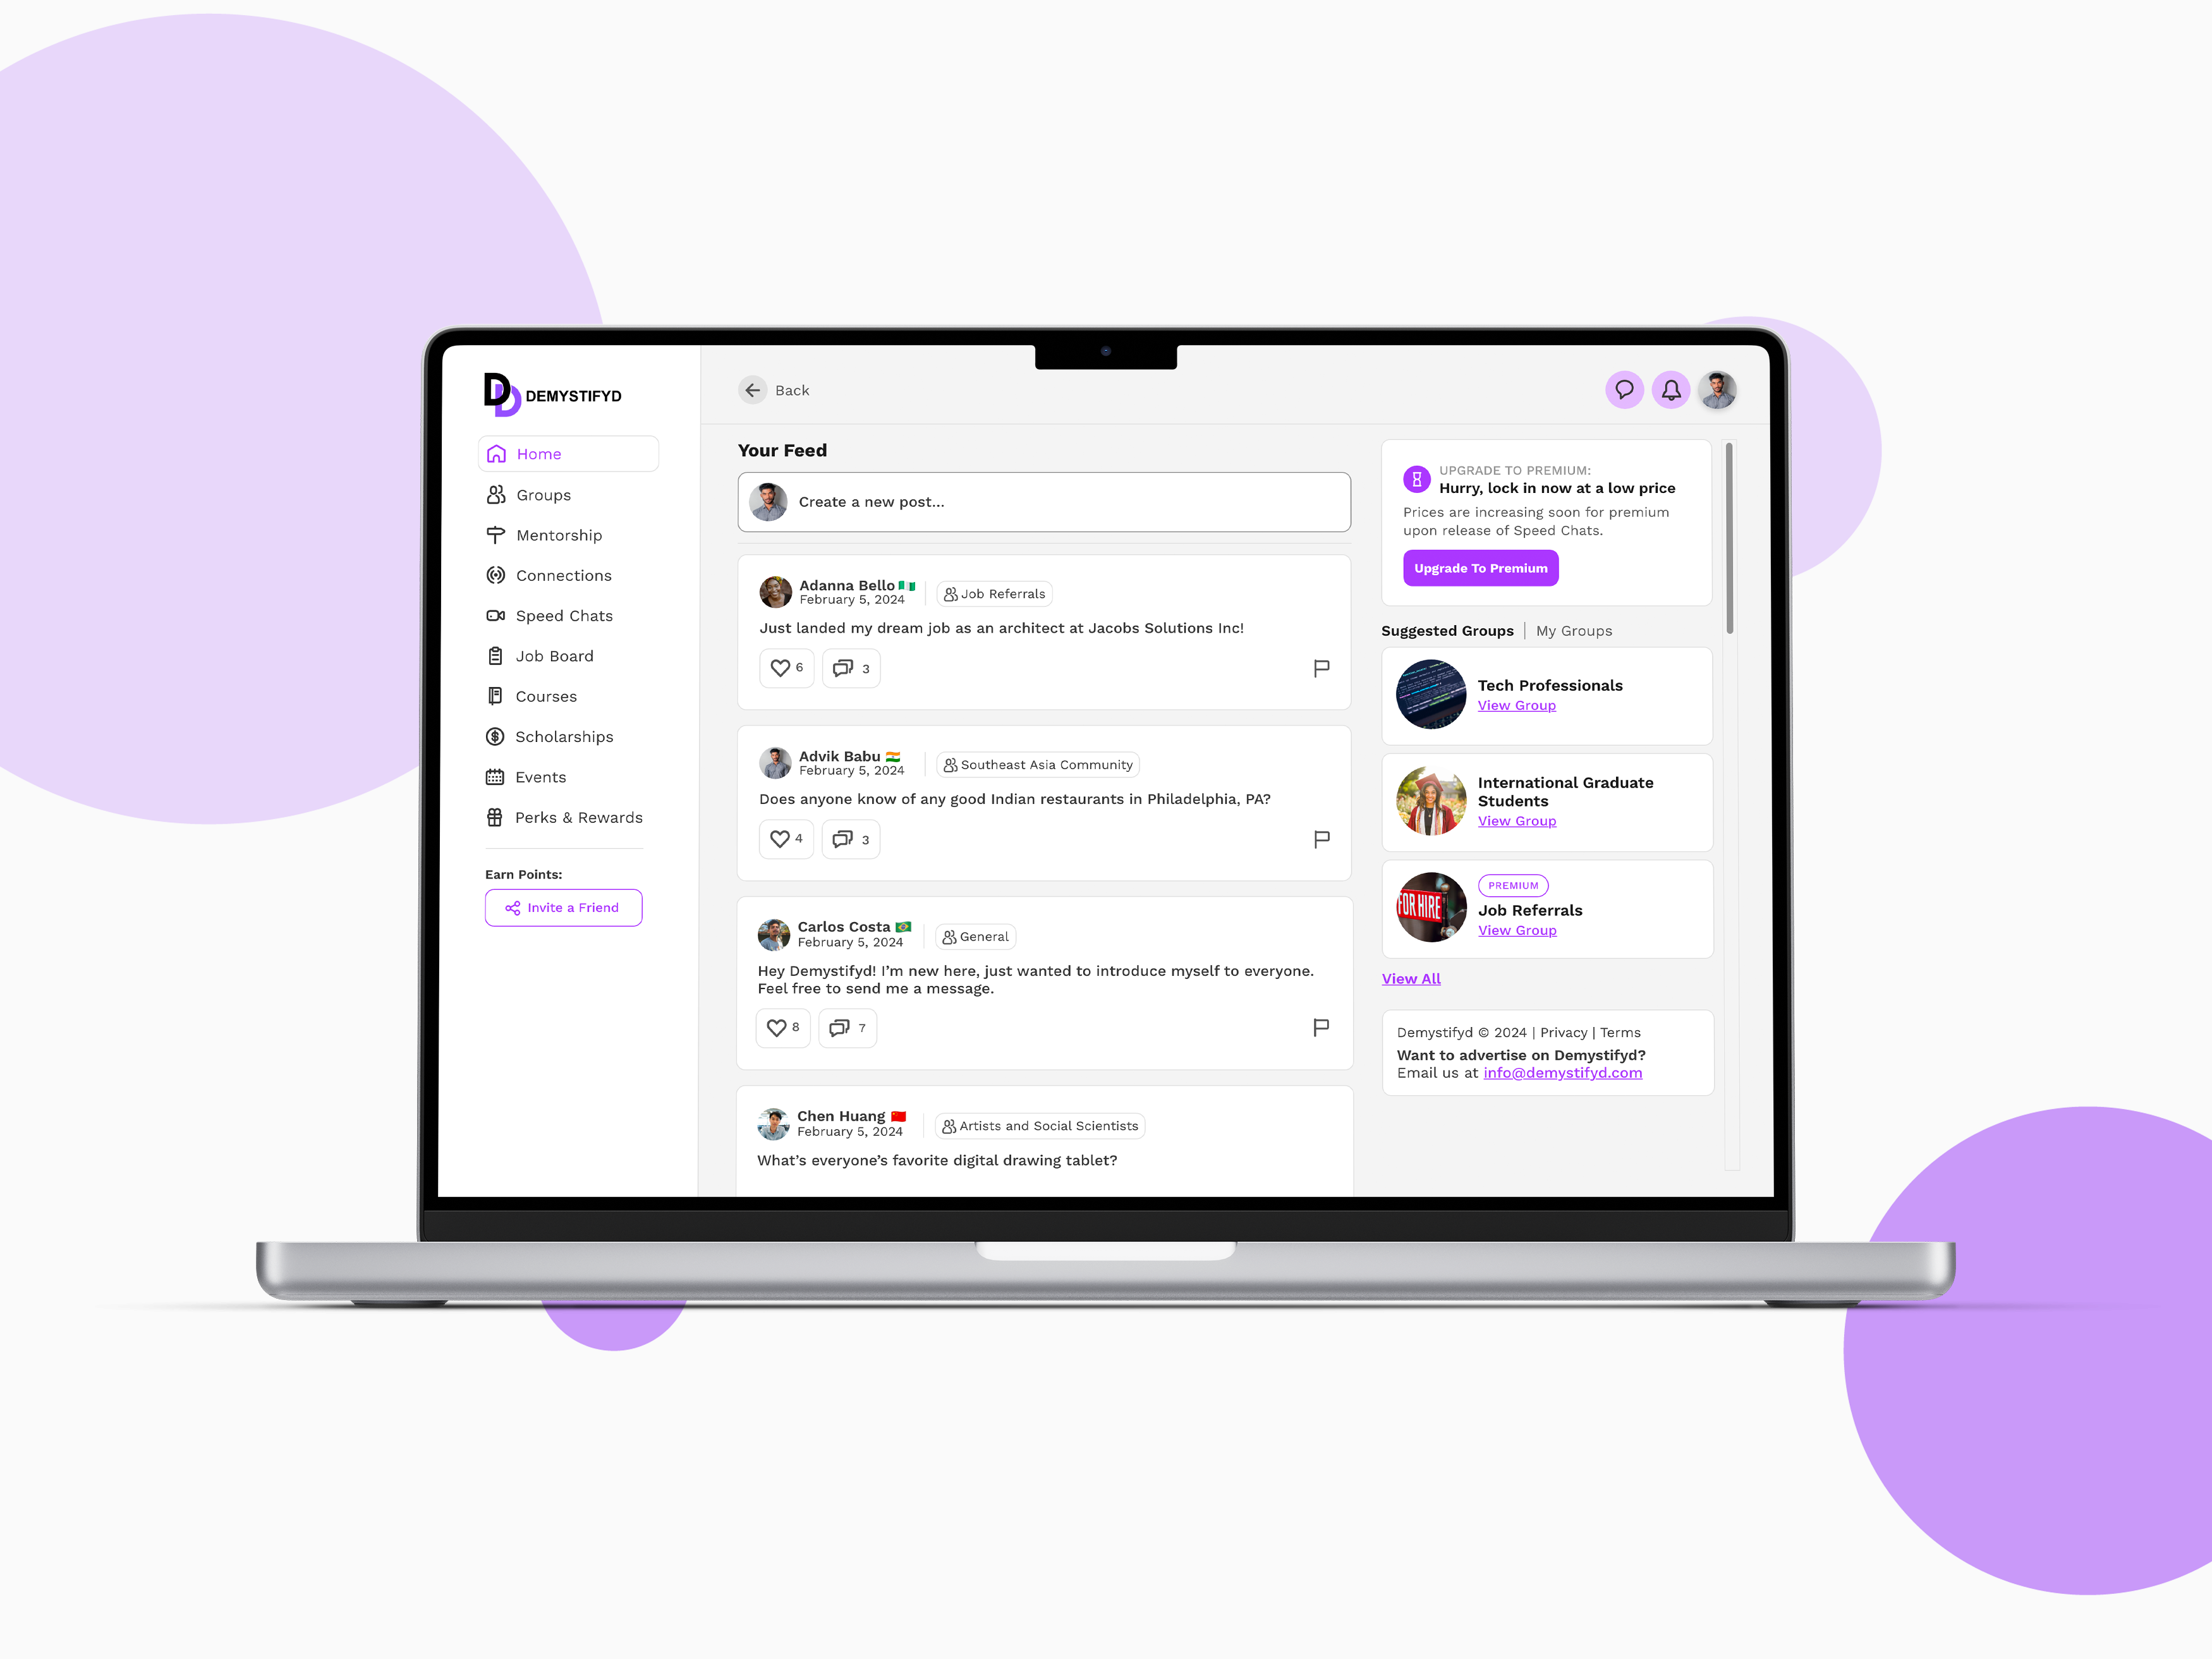 DEMYSTIFYD
Home
Groups
Mentorship
Connections
Speed Chats
Job Board
Courses
Scholarships
Events
Perks & Rewards
Earn Points:
Invite a Friend
Back
Your Feed
Create a new post...
Adanna Bello
February 5, 2024
Job Referrals
Just landed my dream job as an architect at Jacobs Solutions Inc!
6
3
Advik Babu
February 5, 2024
Southeast Asia Community
Does anyone know of any good Indian restaurants in Philadelphia, PA?
4
3
Carlos Costa
February 5, 2024
General
Hey Demystifyd! I’m new here, just wanted to introduce myself to everyone.
Feel free to send me a message.
8
7
Chen Huang
February 5, 2024
Artists and Social Scientists
What’s everyone’s favorite digital drawing tablet?
UPGRADE TO PREMIUM:
Hurry, lock in now at a low price
Prices are increasing soon for premium
upon release of Speed Chats.
Upgrade To Premium
Suggested Groups | My Groups
Tech Professionals
View Group
International Graduate
Students
View Group
FOR HIRE
PREMIUM
Job Referrals
View Group
View All
Demystifyd © 2024 | Privacy | Terms
Want to advertise on Demystifyd?
Email us at info@demystifyd.com